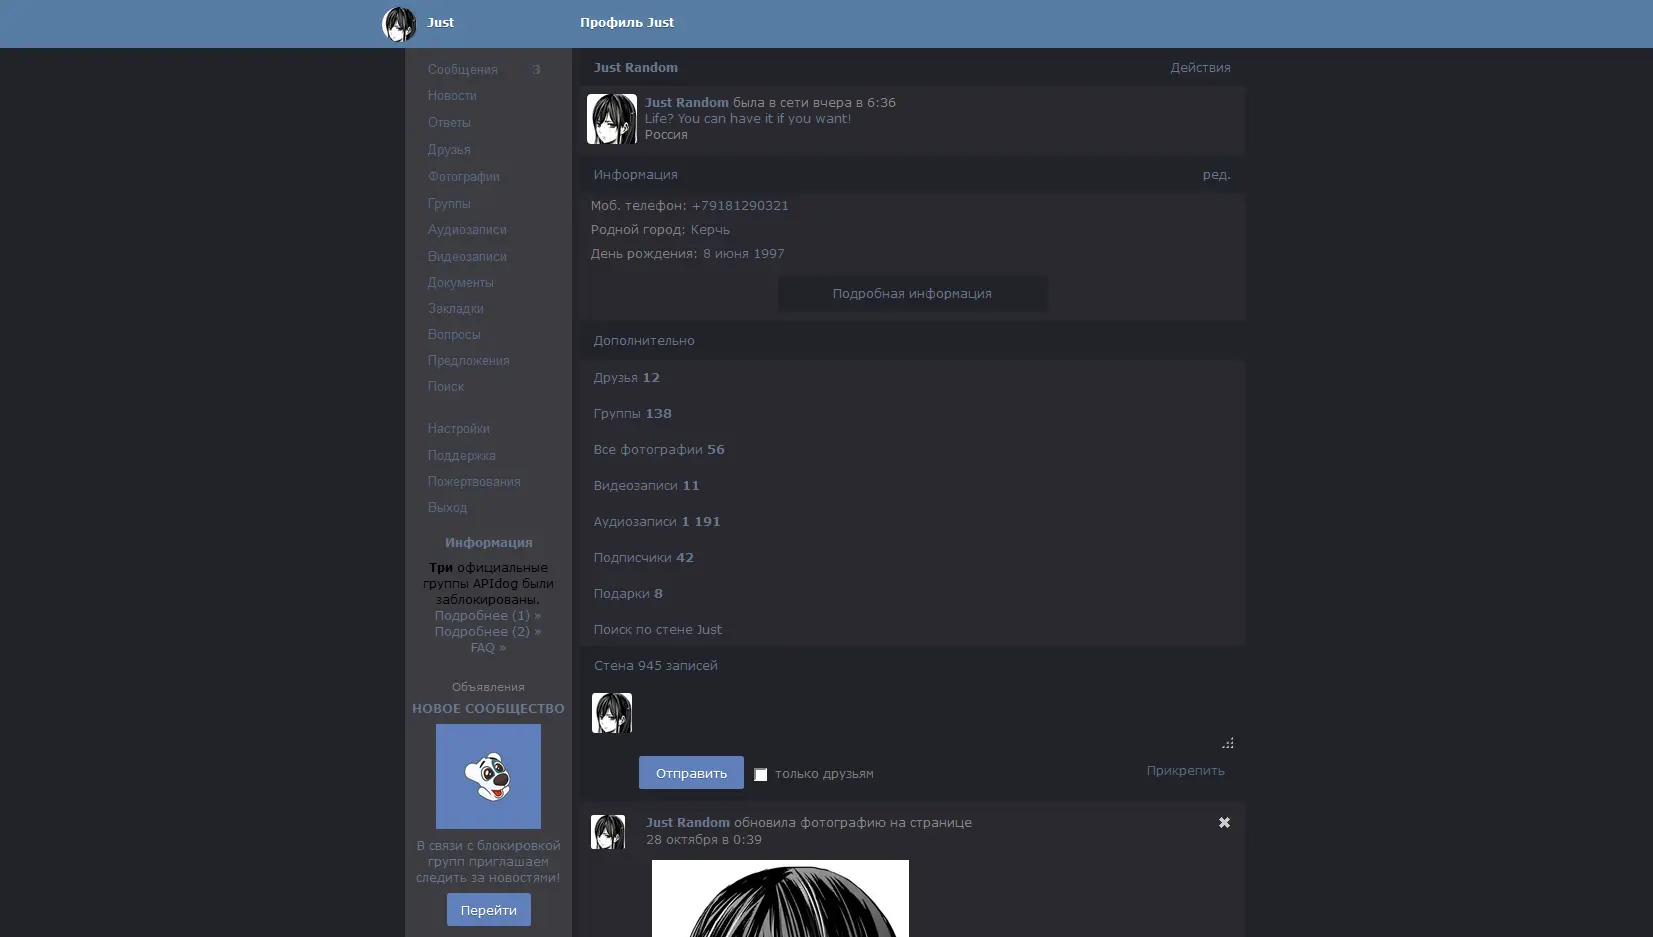 Just
Профиль Just
Сообщения 3
Новости
Ответы
Друзья
Фотографии
Группы
Аудиозаписи
Видеозаписи
Документы
Закладки
Вопросы
Предложения
Поиск
Настройки
Поддержка
Пожертвования
Выход
Информация
Три официальные
группы APIdog были
заблокированы.
Подробнее (1) »
Подробнее (2) »
FAQ »
Объявления
НОВОЕ СООБЩЕСТВО
В связи с блокировкой
групп приглашаем
следить за новостями!
Перейти
Just Random Действия
Just Random была в сети вчера в 6:36
Life? You can have it if you want!
Россия
Информация ред.
Моб. телефон: +79181290321
Родной город: Керчь
День рождения: 8 июня 1997
Подробная информация
Дополнительно
Друзья 12
Группы 138
Все фотографии 56
Видеозаписи 11
Аудиозаписи 1 191
Подписчики 42
Подарки 8
Поиск по стене Just
Стена 945 записей
Отправить только друзьям Прикрепить
Just Random обновила фотографию на странице
28 октября в 0:39